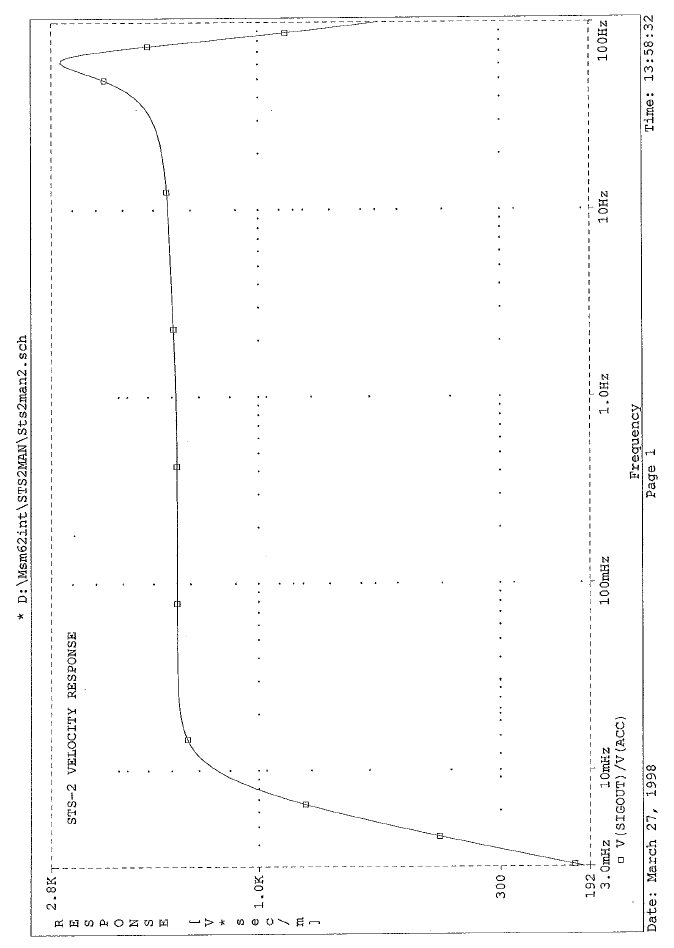 * D:\Msm62int\STS2MAN\Sts2man2.sch
STS-2 VELOCITY RESPONSE
RESPONSE [V*sec/m]
2.8K
1.0K
300
192
3.0mHz
10mHz
100mHz
1.0Hz
10Hz
100Hz
V(SIGOUT)/V(ACC)
Frequency
Date: March 27, 1998
Page 1
Time: 13:58:32